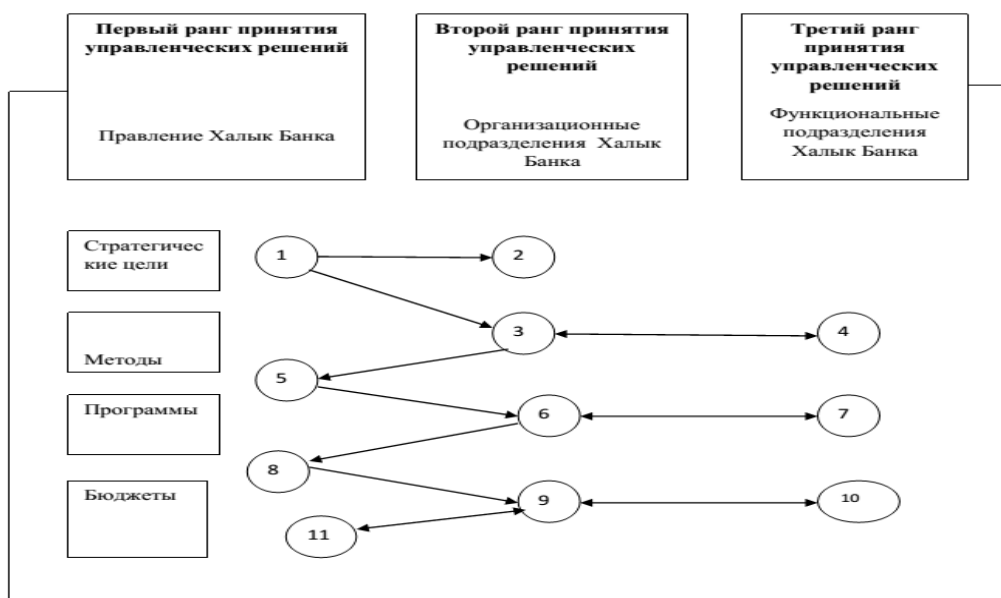 Первый ранг принятия
управленческих решений
Правление Халык Банка
Второй ранг принятия
управленческих
решений
Организационные
подразделения Халык
Банка
Третий ранг
принятия
управленческих
решений
Функциональные
подразделения
Халык Банка
Стратегичес
кие цели
1
2
3
4
Методы
5
Программы
6
7
8
Бюджеты
9
10
11